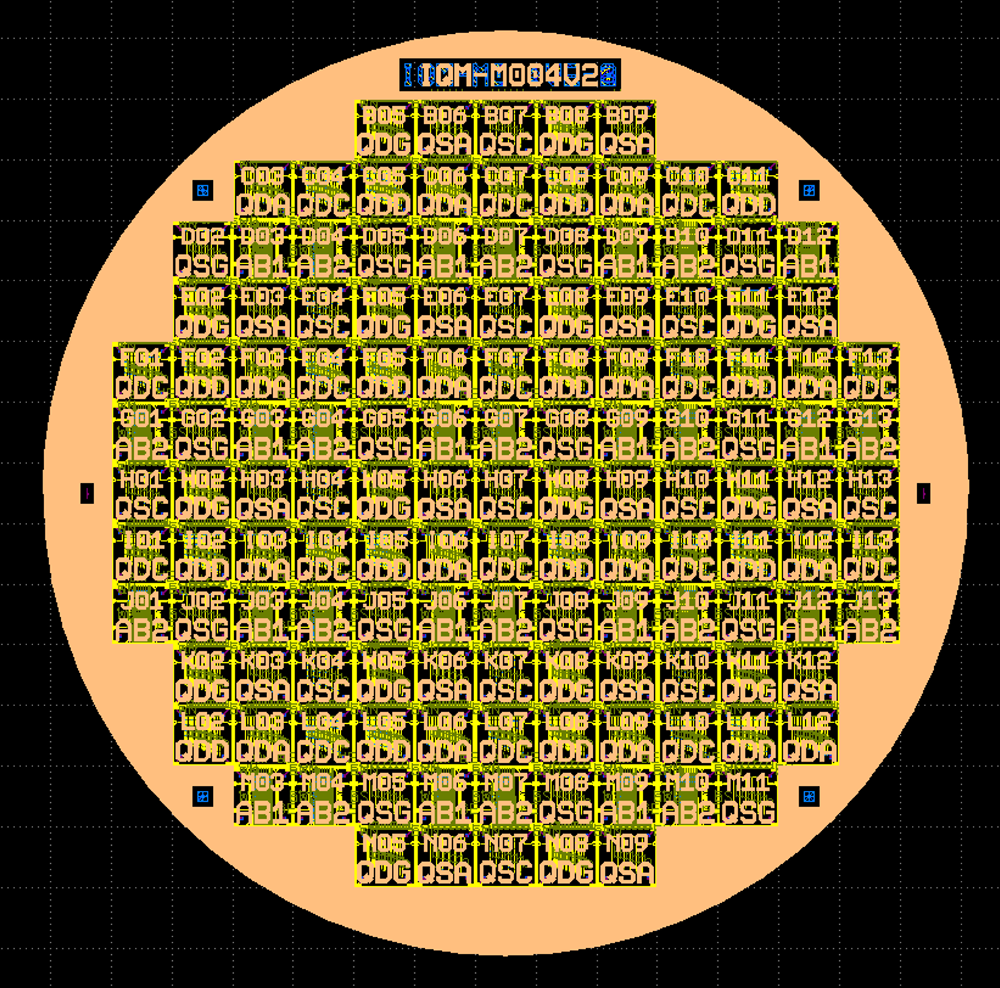 IQM-M004V2
B05 B06 B07 B08 B09
QDG QSA QSC QDG QSA
C03 C04 C05 C06 C07 C08 C09 C10 C11
QDA QDC QDD QDA QDC QDD QDA QDC QDD
D02 D03 D04 D05 D06 D07 D08 D09 D10 D11 D12
QSG AB1 AB2 QSG AB1 AB2 QSG AB1 AB2 QSG AB1
E02 E03 E04 E05 E06 E07 E08 E09 E10 E11 E12
QDG QSA QSC QDG QSA QSC QDG QSA QSC QDG QSA
F01 F02 F03 F04 F05 F06 F07 F08 F09 F10 F11 F12 F13
QDC QDD QDA QDC QDD QDA QDC QDD QDA QDC QDD QDA QDC
G01 G02 G03 G04 G05 G06 G07 G08 G09 G10 G11 G12 G13
AB2 QSG AB1 AB2 QSG AB1 AB2 QSG AB1 AB2 QSG AB1 AB2
H01 H02 H03 H04 H05 H06 H07 H08 H09 H10 H11 H12 H13
QSC QDG QSA QSC QDG QSA QSC QDG QSA QSC QDG QSA QSC
I01 I02 I03 I04 I05 I06 I07 I08 I09 I10 I11 I12 I13
QDC QDD QDA QDC QDD QDA QDC QDD QDA QDC QDD QDA QDC
J01 J02 J03 J04 J05 J06 J07 J08 J09 J10 J11 J12 J13
AB2 QSG AB1 AB2 QSG AB1 AB2 QSG AB1 AB2 QSG AB1 AB2
K02 K03 K04 K05 K06 K07 K08 K09 K10 K11 K12
QDG QSA QSC QDG QSA QSC QDG QSA QSC QDG QSA
L02 L03 L04 L05 L06 L07 L08 L09 L10 L11 L12
QDD QDA QDC QDD QDA QDC QDD QDA QDC QDD QDA
M03 M04 M05 M06 M07 M08 M09 M10 M11
AB1 AB2 QSG AB1 AB2 QSG AB1 AB2 QSG
N05 N06 N07 N08 N09
QDG QSA QSC QDG QSA